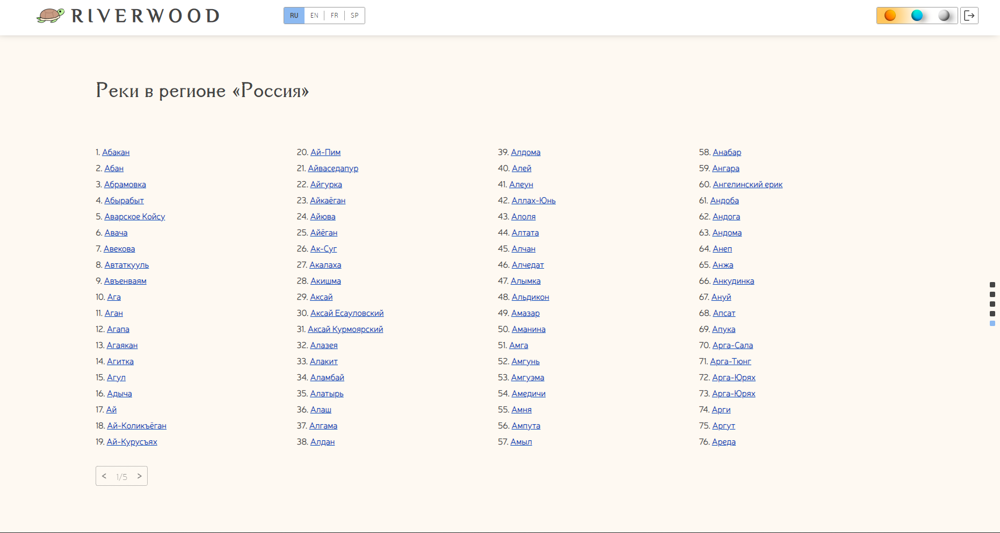 RIVERWOOD
RU EN FR SP
Реки в регионе «Россия»
1. Абакан
2. Абан
3. Абрамовка
4. Абырабыт
5. Аварское Койсу
6. Авача
7. Авекова
8. Автаткууль
9. Авъенваям
10. Ага
11. Аган
12. Агапа
13. Агаякан
14. Агитка
15. Агул
16. Адыча
17. Ай
18. Ай-Коликъёган
19. Ай-Курусъях
20. Ай-Пим
21. Айваседапур
22. Айгурка
23. Айкаёган
24. Айюва
25. Айёган
26. Ак-Суг
27. Акалаха
28. Акишма
29. Аксай
30. Аксай Есауловский
31. Аксай Курмоярский
32. Алазея
33. Алакит
34. Аламбай
35. Алатырь
36. Алаш
37. Алгама
38. Алдан
39. Алдома
40. Алей
41. Алеун
42. Аллах-Юнь
43. Алоля
44. Алтата
45. Алчан
46. Алчедат
47. Алымка
48. Альдикон
49. Амазар
50. Аманина
51. Амга
52. Амгунь
53. Амгуэма
54. Амедичи
55. Амня
56. Ампута
57. Амыл
58. Анабар
59. Ангара
60. Ангелинский ерик
61. Андоба
62. Андога
63. Андома
64. Анеп
65. Анжа
66. Анкудинка
67. Ануй
68. Апсат
69. Апука
70. Арга-Сала
71. Арга-Тюнг
72. Арга-Юрях
73. Арга-Юрях
74. Арги
75. Аргут
76. Ареда
< 1/5 >